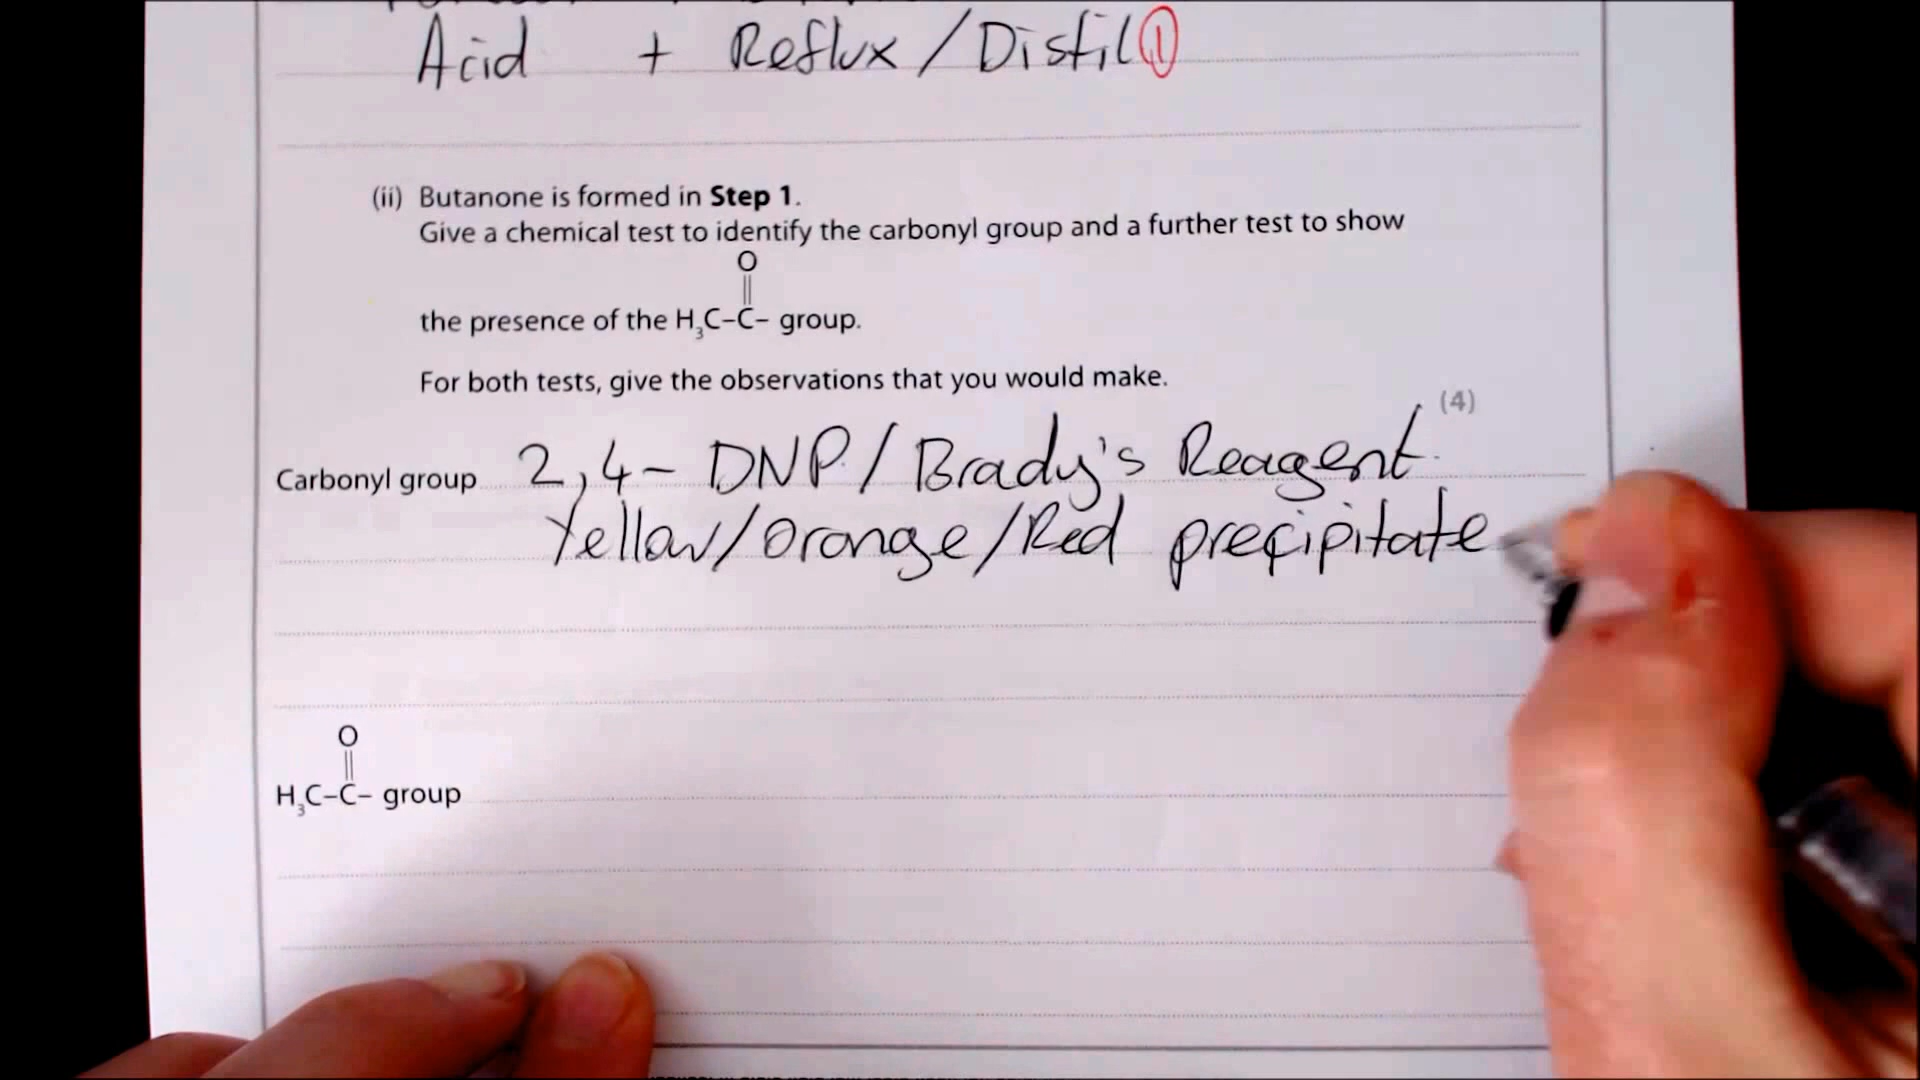 Acid + Reflux / Distil ①
(ii) Butanone is formed in Step 1.
Give a chemical test to identify the carbonyl group and a further test to show
O
the presence of the H₃C–C– group.
For both tests, give the observations that you would make.
(4)
Carbonyl group 2,4- DNP / Brady's Reagent
Yellow/Orange/Red precipitate
O
H₃C–C– group